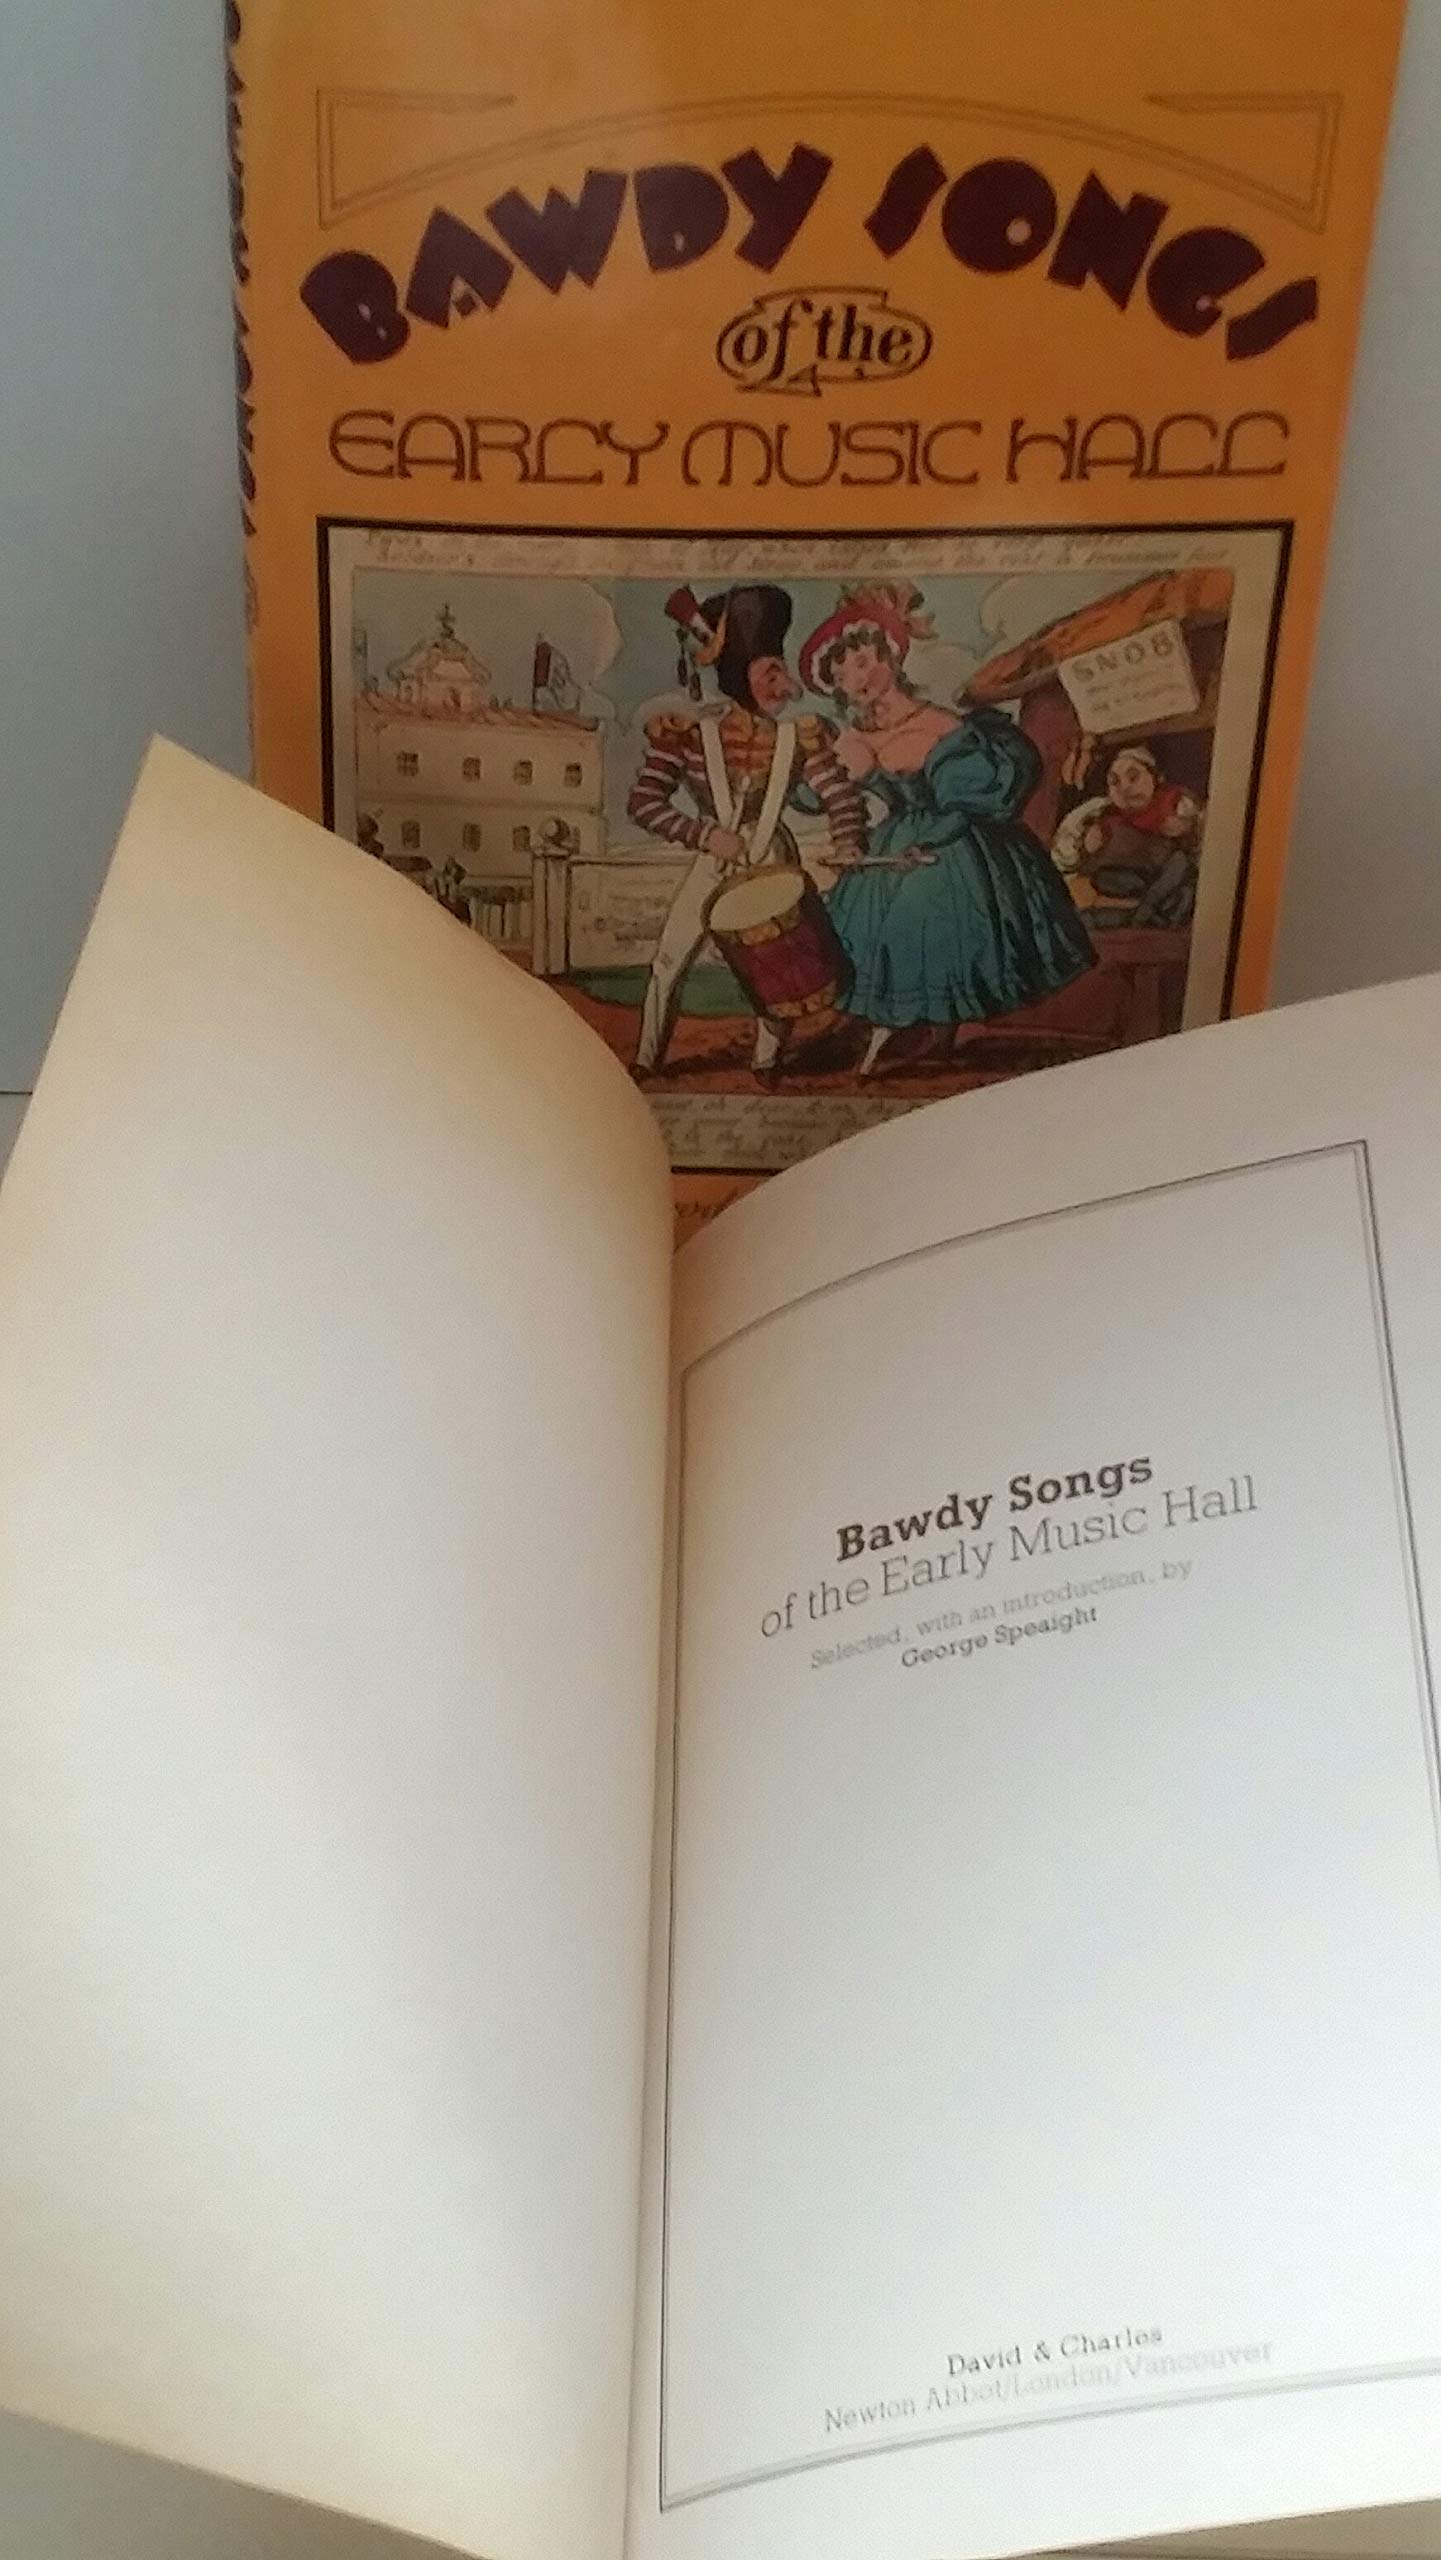 BAWDY SONGS
of the
EARLY MUSIC HALL
SNOB
Bawdy Songs
of the Early Music Hall
Selected, with an introduction, by
George Speaight
David & Charles
Newton Abbot/London/Vancouver